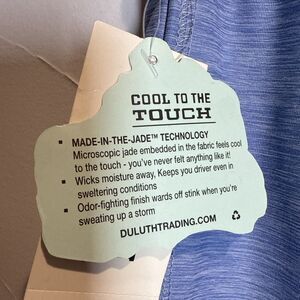 COOL TO THE
TOUCH
▪ MADE-IN-THE-JADE™ TECHNOLOGY
Microscopic jade embedded in the fabric feels cool
to the touch - you've never felt anything like it!
▪ Wicks moisture away, Keeps you driver even in
sweltering conditions
▪ Odor-fighting finish wards off stink when you're
sweating up a storm
DULUTHTRADING.COM